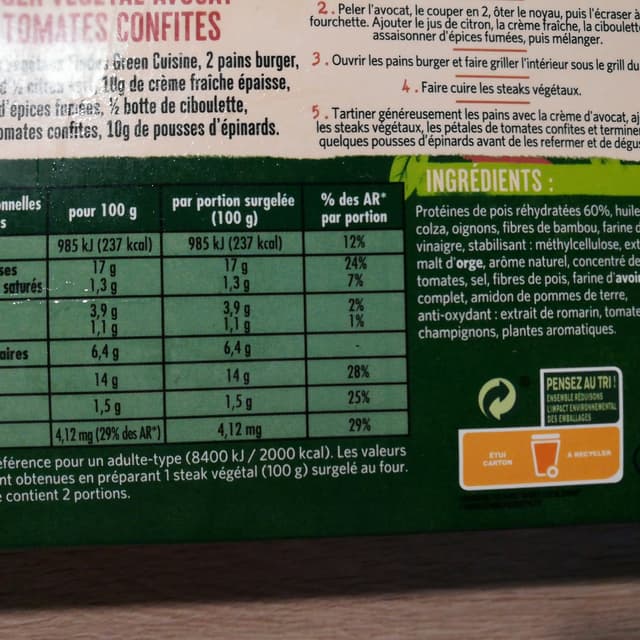 TOMATES CONFITES
Green Cuisine, 2 pains burger,
10g de crème fraîche épaisse,
d'épices fumées, ½ botte de ciboulette,
omates confites, 10g de pousses d'épinards.
2. Peler l'avocat, le couper en 2, ôter le noyau, puis l'écraser à
fourchette. Ajouter le jus de citron, la crème fraîche, la ciboulett
assaisonner d'épices fumées, puis mélanger.
3. Ouvrir les pains burger et faire griller l'intérieur sous le grill du
4. Faire cuire les steaks végétaux.
5. Tartiner généreusement les pains avec la crème d'avocat, aj
les steaks végétaux, les pétales de tomates confites et termine
quelques pousses d'épinards avant de les refermer et de dégus
onnelles pour 100 g par portion surgelée (100 g) % des AR* par portion
985 kJ (237 kcal) 985 kJ (237 kcal) 12%
ses 17 g 17 g 24%
saturés 1,3 g 1,3 g 7%
3,9 g 3,9 g 2%
1,1 g 1,1 g 1%
aires 6,4 g 6,4 g -
14 g 14 g 28%
1,5 g 1,5 g 25%
4,12 mg (29% des AR*) 4,12 mg 29%
éférence pour un adulte-type (8400 kJ / 2000 kcal). Les valeurs
nt obtenues en préparant 1 steak végétal (100 g) surgelé au four.
e contient 2 portions.
INGRÉDIENTS :
Protéines de pois réhydratées 60%, huile
colza, oignons, fibres de bambou, farine d
vinaigre, stabilisant : méthylcellulose, ext
malt d'orge, arôme naturel, concentré de
tomates, sel, fibres de pois, farine d'avoi
complet, amidon de pommes de terre,
anti-oxydant : extrait de romarin, tomate
champignons, plantes aromatiques.
PENSEZ AU TRI !
ENSEMBLE RÉDUISONS
L'IMPACT ENVIRONNEMENTAL
DES EMBALLAGES
ÉTUI
CARTON
À RECYCLER